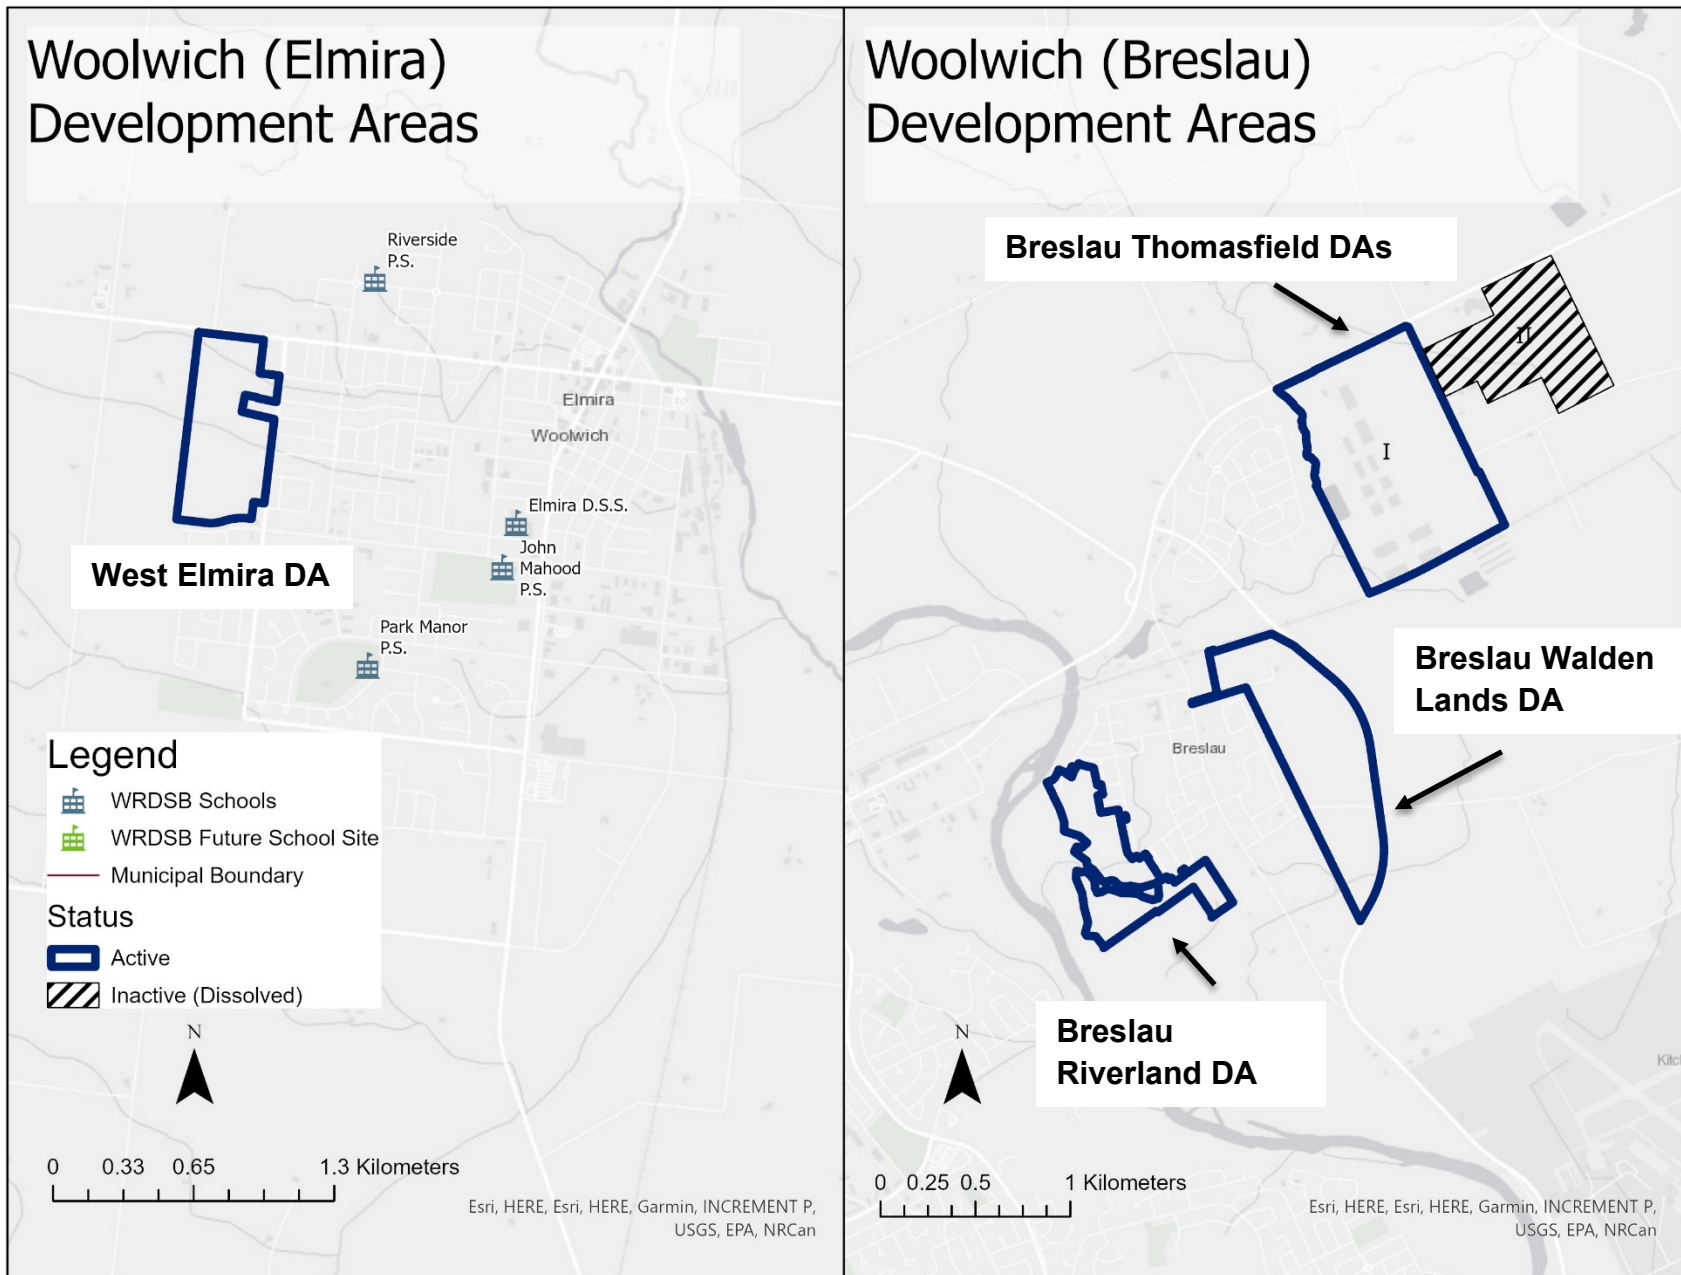 Woolwich (Elmira)
Development Areas
Riverside
P.S.
Elmira
Woolwich
Elmira D.S.S.
John
Mahood
P.S.
West Elmira DA
Park Manor
P.S.
Legend
WRDSB Schools
WRDSB Future School Site
Municipal Boundary
Status
Active
Inactive (Dissolved)
N
0 0.33 0.65 1.3 Kilometers
Esri, HERE, Esri, HERE, Garmin, INCREMENT P,
USGS, EPA, NRCan
Woolwich (Breslau)
Development Areas
Breslau Thomasfield DAs
II
I
Breslau Walden
Lands DA
Breslau
Breslau
Riverland DA
N
Kitc
0 0.25 0.5 1 Kilometers
Esri, HERE, Esri, HERE, Garmin, INCREMENT P,
USGS, EPA, NRCan